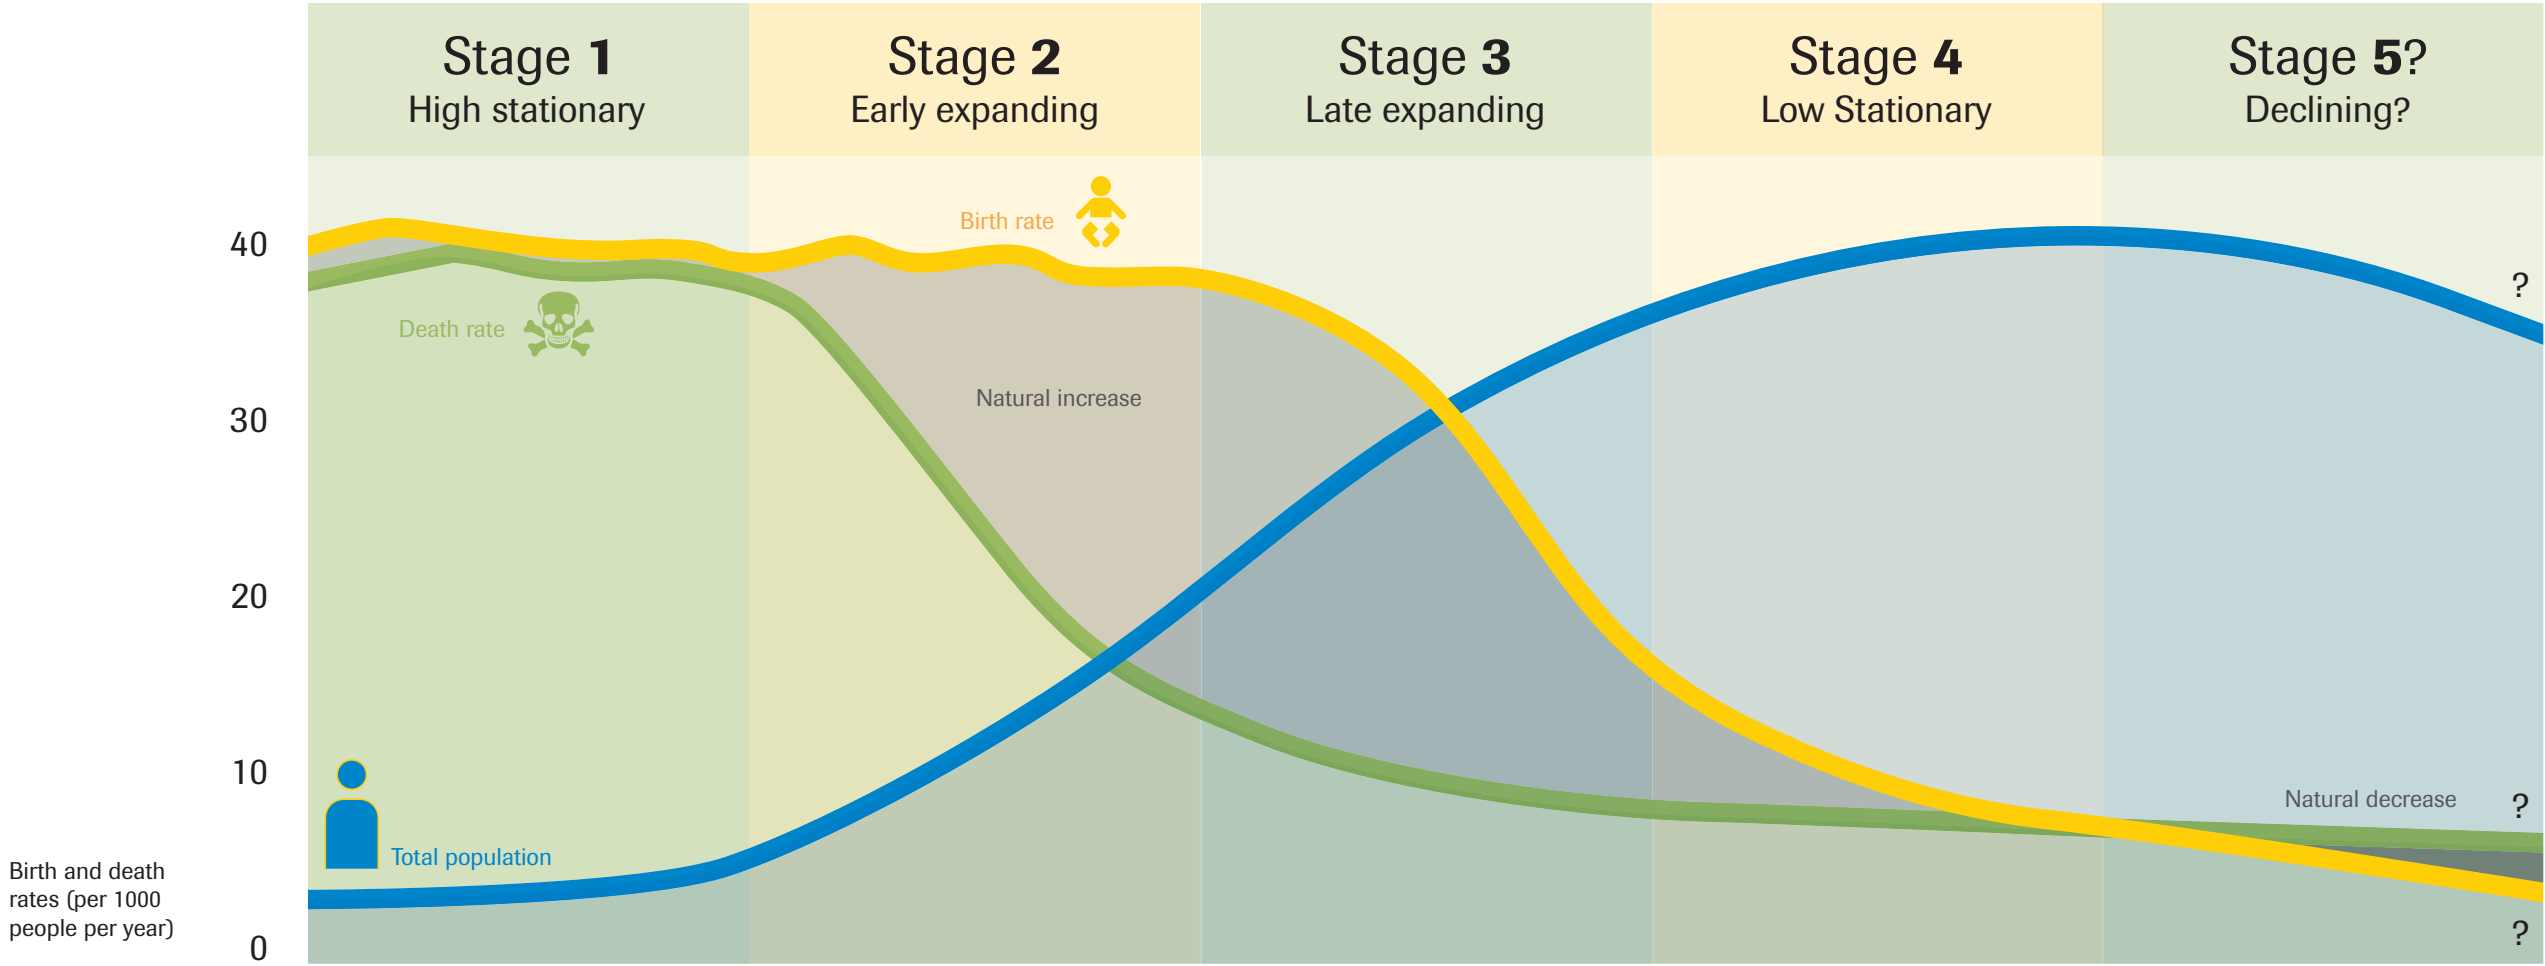 Stage 1
High stationary
Stage 2
Early expanding
Stage 3
Late expanding
Stage 4
Low Stationary
Stage 5?
Declining?
40
30
20
10
0
Birth rate
Death rate
Natural increase
Total population
Natural decrease
?
?
?
Birth and death
rates (per 1000
people per year)